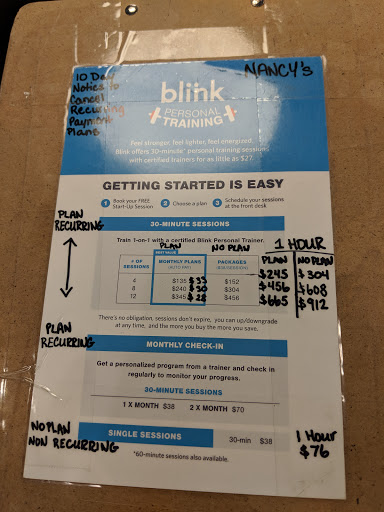 10 Day
Notice to
Cancel
Recurring
Payment
Plans
NANCY's
blink
PERSONAL
TRAINING
Feel stronger, feel lighter, feel energized.
Blink offers 30-minute* personal training sessions
with certified trainers for as little as $27.
GETTING STARTED IS EASY
1 Book your FREE
Start-Up Session
2 Choose a plan
3 Schedule your sessions
at the front desk
PLAN
RECURRING
30-MINUTE SESSIONS
Train 1-on-1 with a certified Blink Personal Trainer.
PLAN NO PLAN
1 HOUR
PLAN NO PLAN
BEST VALUE
# OF SESSIONS MONTHLY PLANS (AUTO PAY) PACKAGES
4 $135 $33 $152 $245 $304
8 $240 $30 $304 $456 $608
12 $345 $28 $456 $665 $912
There's no obligation, sessions don't expire, you can up/downgrade
at any time, and the more you buy the more you save.
PLAN
RECURRING
MONTHLY CHECK-IN
Get a personalized program from a trainer and check in
regularly to monitor your progress.
30-MINUTE SESSIONS
1 X MONTH $38 2 X MONTH $70
NO PLAN
NON RECURRING
SINGLE SESSIONS 30-min $38
1 Hour
$76
*60-minute sessions also available.